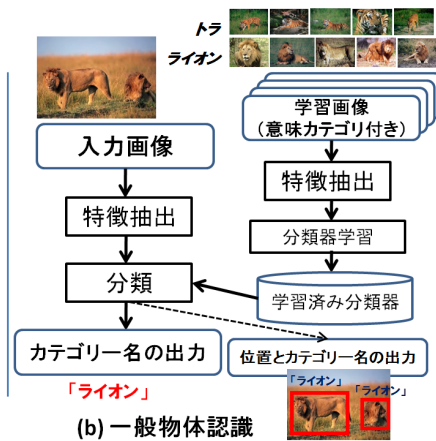 トラ
ライオン
学習画像
(意味カテゴリ付き)
入力画像
特徴抽出
特徴抽出
分類器学習
分類
学習済み分類器
カテゴリー名の出力
位置とカテゴリー名の出力
「ライオン」
「ライオン」
「ライオン」
(b) 一般物体認識